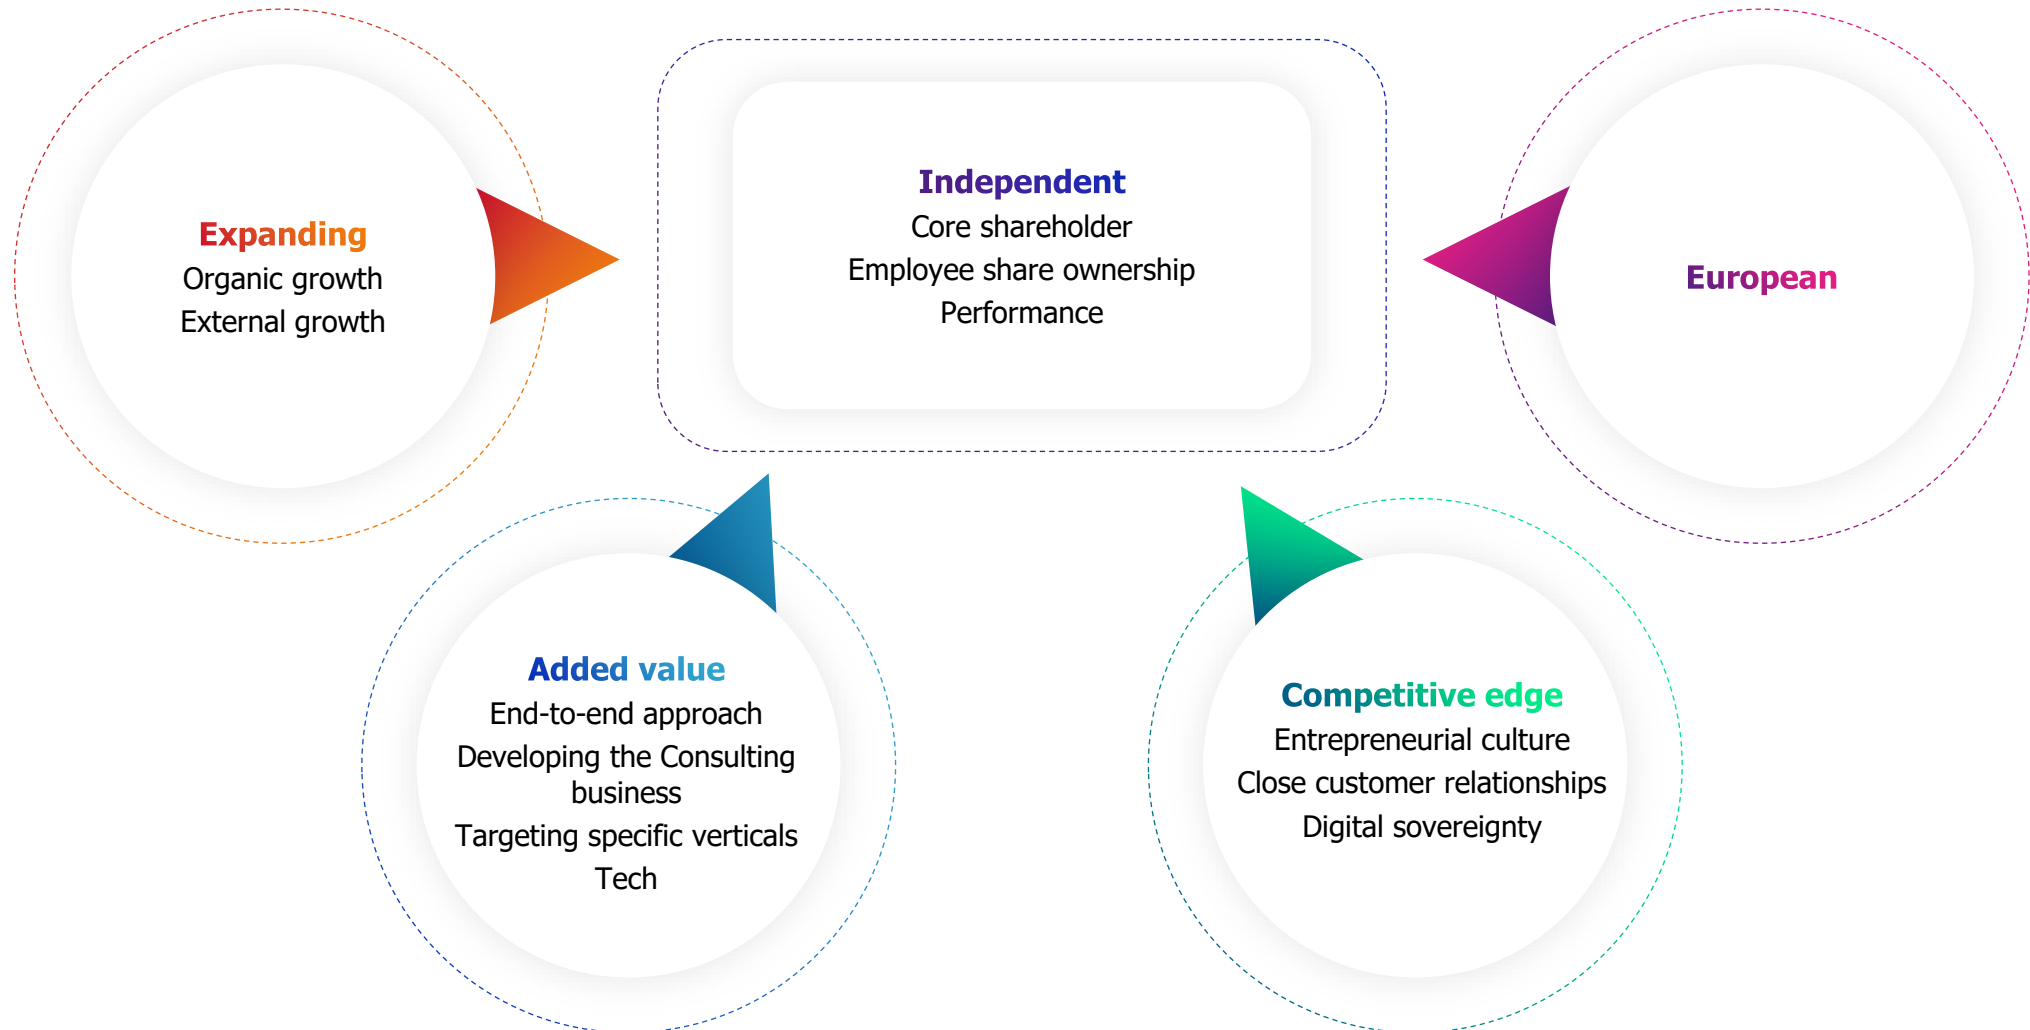 Expanding
Organic growth
External growth
Independent
Core shareholder
Employee share ownership
Performance
European
Added value
End-to-end approach
Developing the Consulting
business
Targeting specific verticals
Tech
Competitive edge
Entrepreneurial culture
Close customer relationships
Digital sovereignty